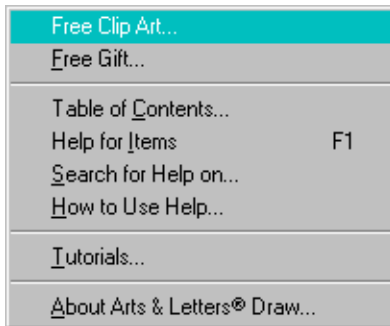 Free Clip Art...
Free Gift...
Table of Contents...
Help for Items F1
Search for Help on...
How to Use Help...
Tutorials...
About Arts & Letters® Draw...